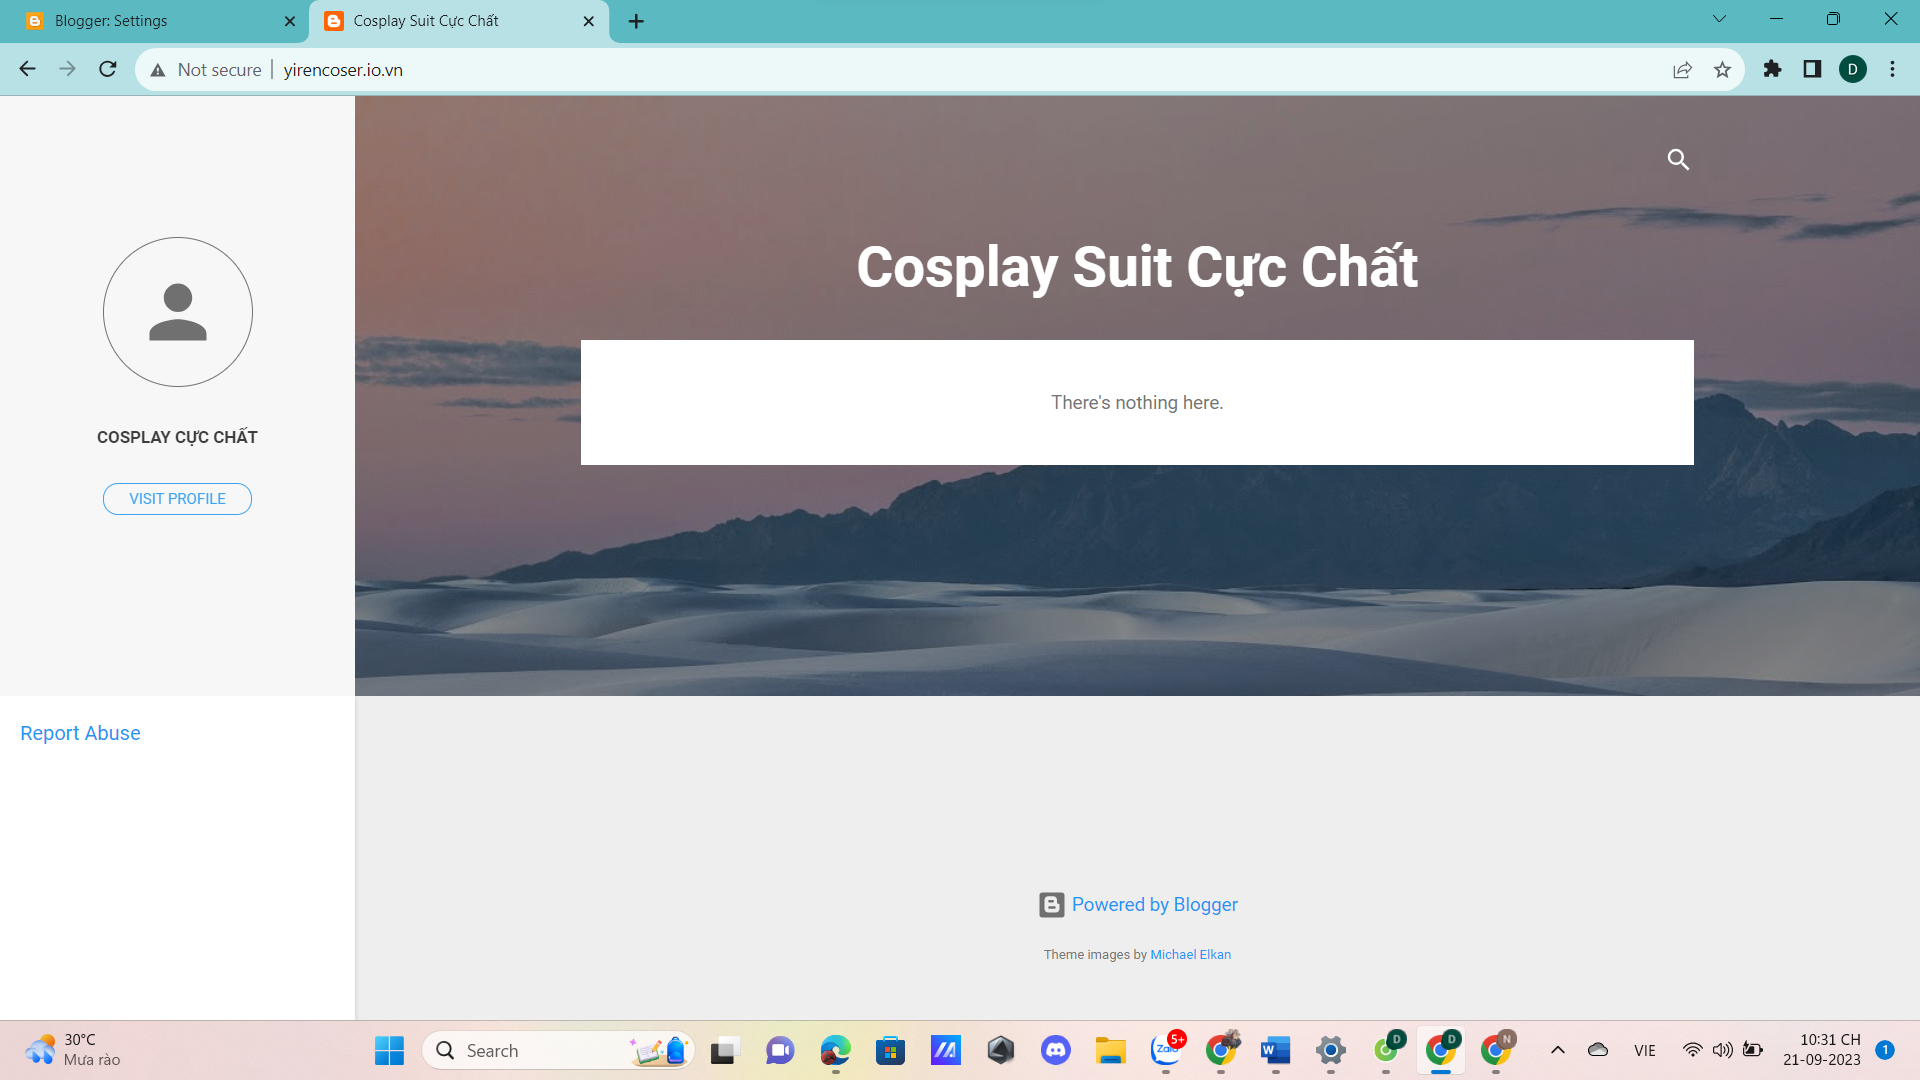 Blogger: Settings
Cosplay Suit Cực Chất
Not secure
yirencoser.io.vn
D
Cosplay Suit Cực Chất
There's nothing here.
COSPLAY CỰC CHẤT
VISIT PROFILE
Report Abuse
Powered by Blogger
Theme images by Michael Elkan
30°C
Mưa rào
Search
Zalo
5+
W
D
D
N
VIE
10:31 CH
21-09-2023
1